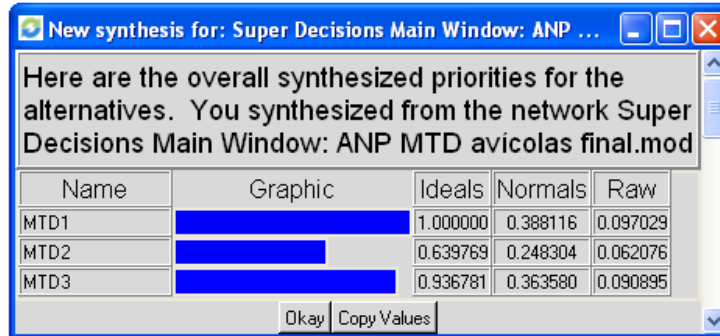 New synthesis for: Super Decisions Main Window: ANP ...
Here are the overall synthesized priorities for the
alternatives. You synthesized from the network Super
Decisions Main Window: ANP MTD avícolas final.mod
Name Graphic Ideals Normals Raw
MTD1 1.000000 0.388116 0.097029
MTD2 0.639769 0.248304 0.062076
MTD3 0.936781 0.363580 0.090895
Okay Copy Values